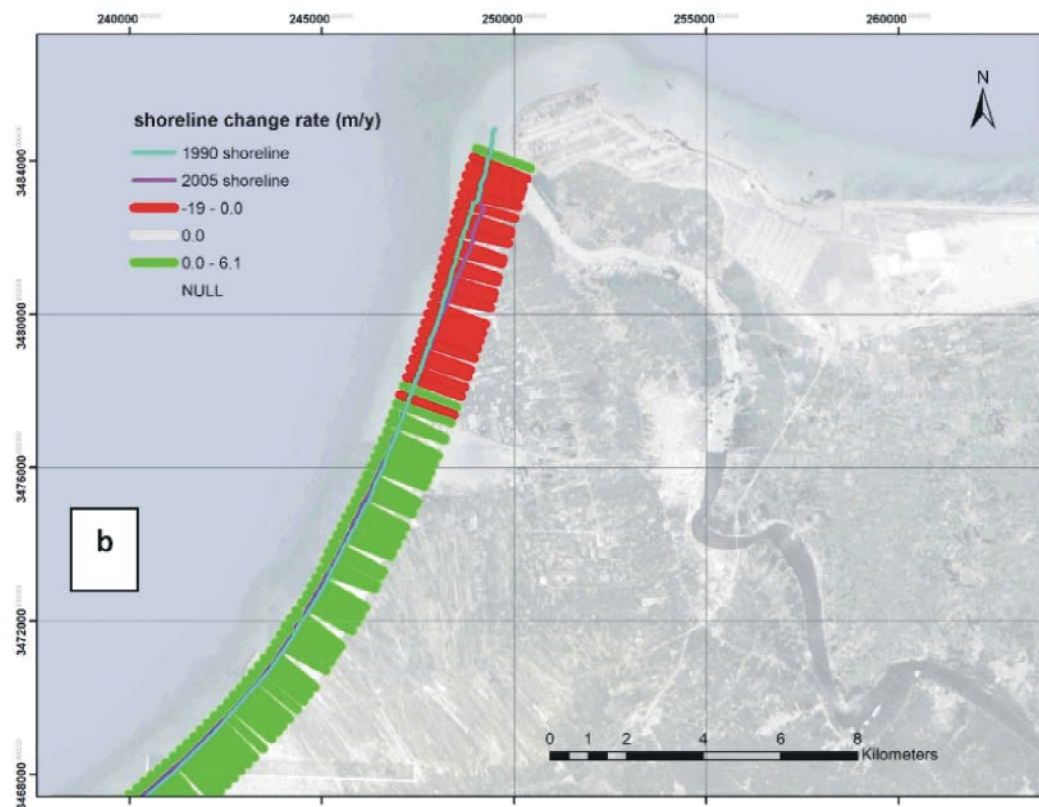 240000 245000 250000 255000 260000
N
shoreline change rate (m/y)
1990 shoreline
2005 shoreline
-19 - 0.0
0.0
0.0 - 6.1
NULL
3484000
3480000
3476000
3472000
3468000
b
0 1 2 4 6 8
Kilometers